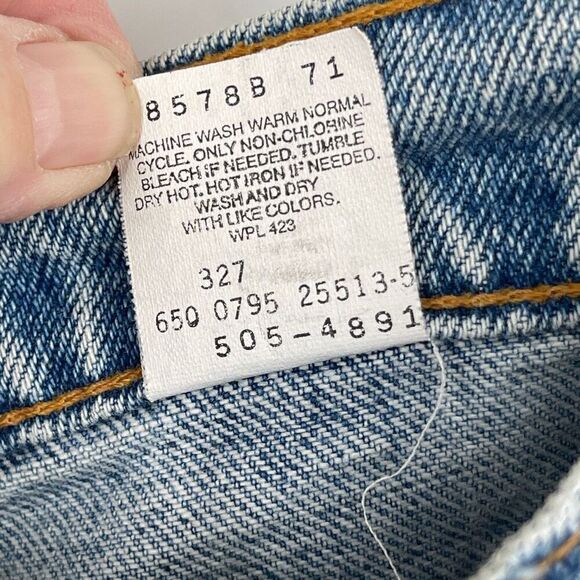 8578B 71
MACHINE WASH WARM NORMAL
CYCLE. ONLY NON-CHLORINE
BLEACH IF NEEDED. TUMBLE
DRY HOT. HOT IRON IF NEEDED.
WASH AND DRY
WITH LIKE COLORS.
WPL 423
327
650 0795 25513-5
505-4891